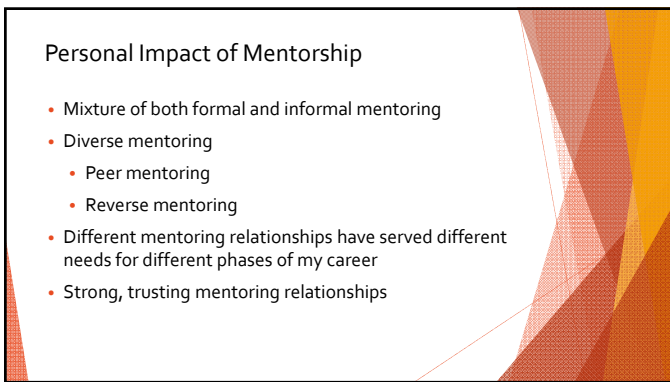 Personal Impact of Mentorship
• Mixture of both formal and informal mentoring
• Diverse mentoring
• Peer mentoring
• Reverse mentoring
• Different mentoring relationships have served different
needs for different phases of my career
• Strong, trusting mentoring relationships